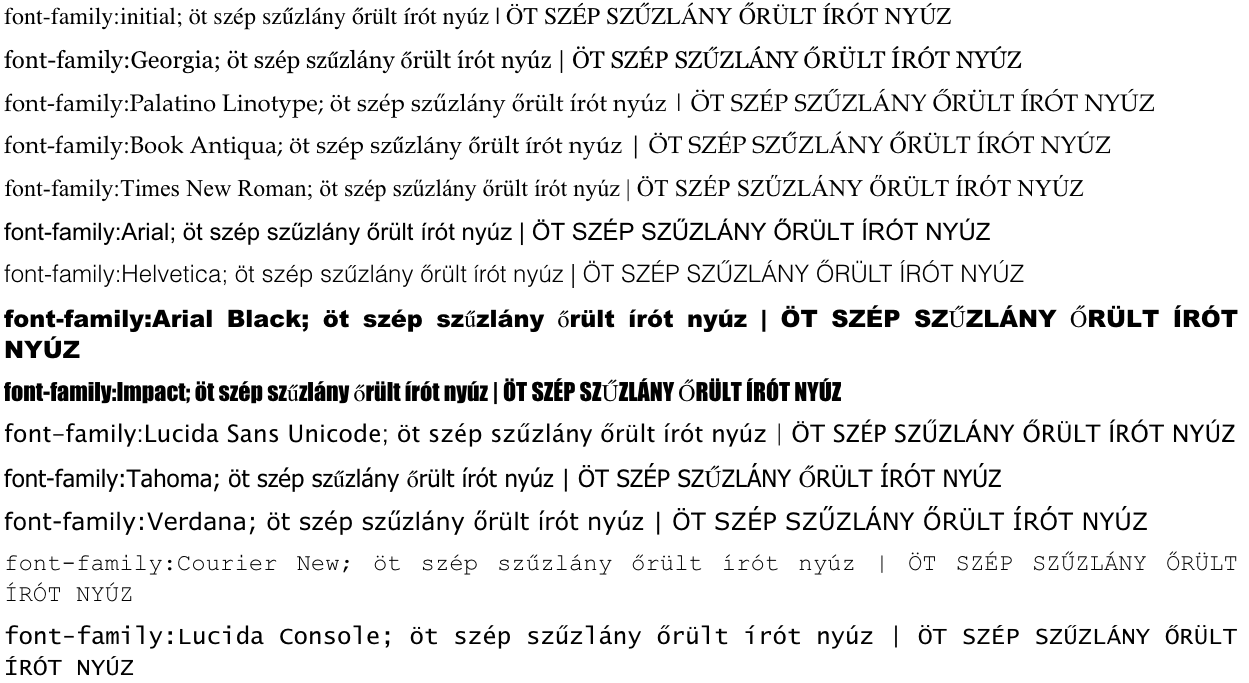 font-family:initial; öt szép szűzlány őrült írót nyúz | ÖT SZÉP SZŰZLÁNY ŐRÜLT ÍRÓT NYÚZ
font-family:Georgia; öt szép szűzlány őrült írót nyúz | ÖT SZÉP SZŰZLÁNY ŐRÜLT ÍRÓT NYÚZ
font-family:Palatino Linotype; öt szép szűzlány őrült írót nyúz | ÖT SZÉP SZŰZLÁNY ŐRÜLT ÍRÓT NYÚZ
font-family:Book Antiqua; öt szép szűzlány őrült írót nyúz | ÖT SZÉP SZŰZLÁNY ŐRÜLT ÍRÓT NYÚZ
font-family:Times New Roman; öt szép szűzlány őrült írót nyúz | ÖT SZÉP SZŰZLÁNY ŐRÜLT ÍRÓT NYÚZ
font-family:Arial; öt szép szűzlány őrült írót nyúz | ÖT SZÉP SZŰZLÁNY ŐRÜLT ÍRÓT NYÚZ
font-family:Helvetica; öt szép szűzlány őrült írót nyúz | ÖT SZÉP SZŰZLÁNY ŐRÜLT ÍRÓT NYÚZ
font-family:Arial Black; öt szép szűzlány őrült írót nyúz | ÖT SZÉP SZŰZLÁNY ŐRÜLT ÍRÓT
NYÚZ
font-family:Impact; öt szép szűzlány őrült írót nyúz | ÖT SZÉP SZŰZLÁNY ŐRÜLT ÍRÓT NYÚZ
font-family:Lucida Sans Unicode; öt szép szűzlány őrült írót nyúz | ÖT SZÉP SZŰZLÁNY ŐRÜLT ÍRÓT NYÚZ
font-family:Tahoma; öt szép szűzlány őrült írót nyúz | ÖT SZÉP SZŰZLÁNY ŐRÜLT ÍRÓT NYÚZ
font-family:Verdana; öt szép szűzlány őrült írót nyúz | ÖT SZÉP SZŰZLÁNY ŐRÜLT ÍRÓT NYÚZ
font-family:Courier New; öt szép szűzlány őrült írót nyúz | ÖT SZÉP SZŰZLÁNY ŐRÜLT
ÍRÓT NYÚZ
font-family:Lucida Console; öt szép szűzlány őrült írót nyúz | ÖT SZÉP SZŰZLÁNY ŐRÜLT
ÍRÓT NYÚZ